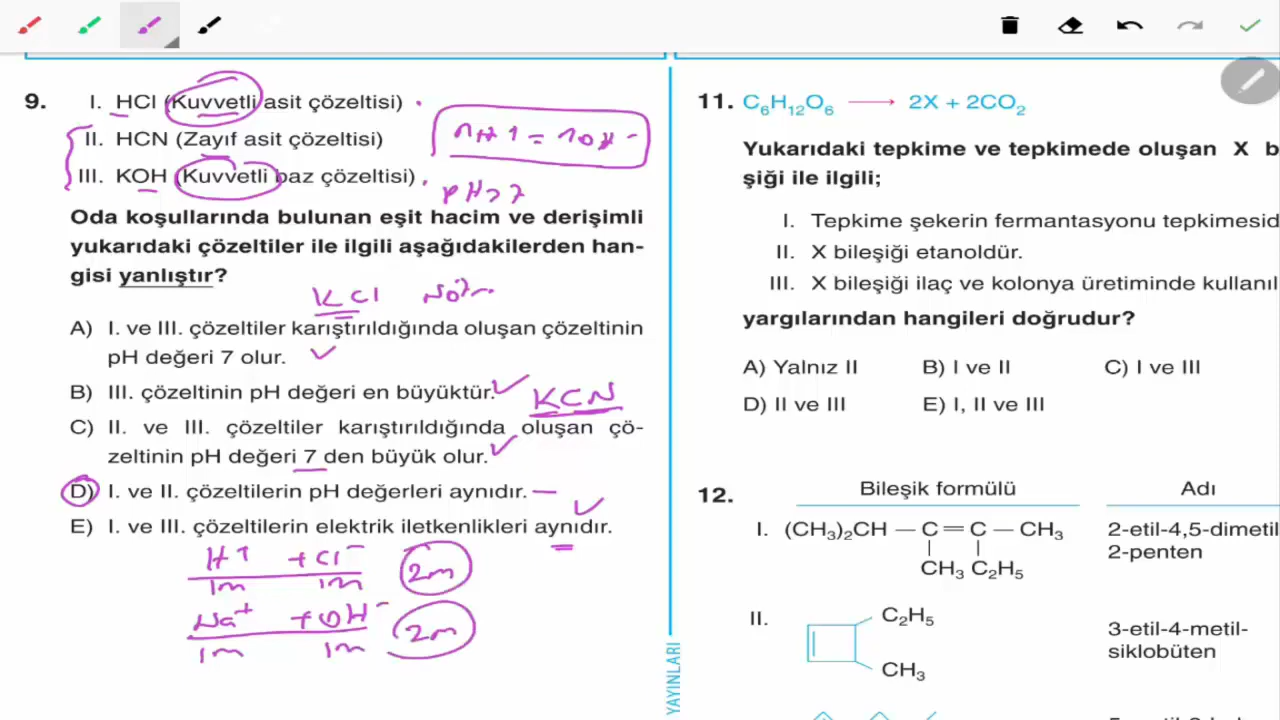 9.
I. HCl (Kuvvetli asit çözeltisi)
II. HCN (Zayıf asit çözeltisi)
III. KOH (Kuvvetli baz çözeltisi)
pH>7
Oda koşullarında bulunan eşit hacim ve derişimli
yukarıdaki çözeltiler ile ilgili aşağıdakilerden han-
gisi yanlıştır?
KCl
A) I. ve III. çözeltiler karıştırıldığında oluşan çözeltinin
pH değeri 7 olur.
B) III. çözeltinin pH değeri en büyüktür.
KCN
C) II. ve III. çözeltiler karıştırıldığında oluşan çö-
zeltinin pH değeri 7 den büyük olur.
D) I. ve II. çözeltilerin pH değerleri aynıdır.
E) I. ve III. çözeltilerin elektrik iletkenlikleri aynıdır.
H+ + Cl-
1m 1m 2m
Na+ + OH-
1m 1m 2m
YAYINLARI
11. C6H12O6 ⟶ 2X + 2CO2
Yukarıdaki tepkime ve tepkimede oluşan X b
şiği ile ilgili;
I. Tepkime şekerin fermantasyonu tepkimesid
II. X bileşiği etanoldür.
III. X bileşiği ilaç ve kolonya üretiminde kullanıl
yargılarından hangileri doğrudur?
A) Yalnız II B) I ve II C) I ve III
D) II ve III E) I, II ve III
12.
Bileşik formülü Adı
I. (CH3)2CH — C = C — CH3 2-etil-4,5-dimetil
CH3 C2H5 2-penten
II. C2H5
CH3
3-etil-4-metil-
siklobüten